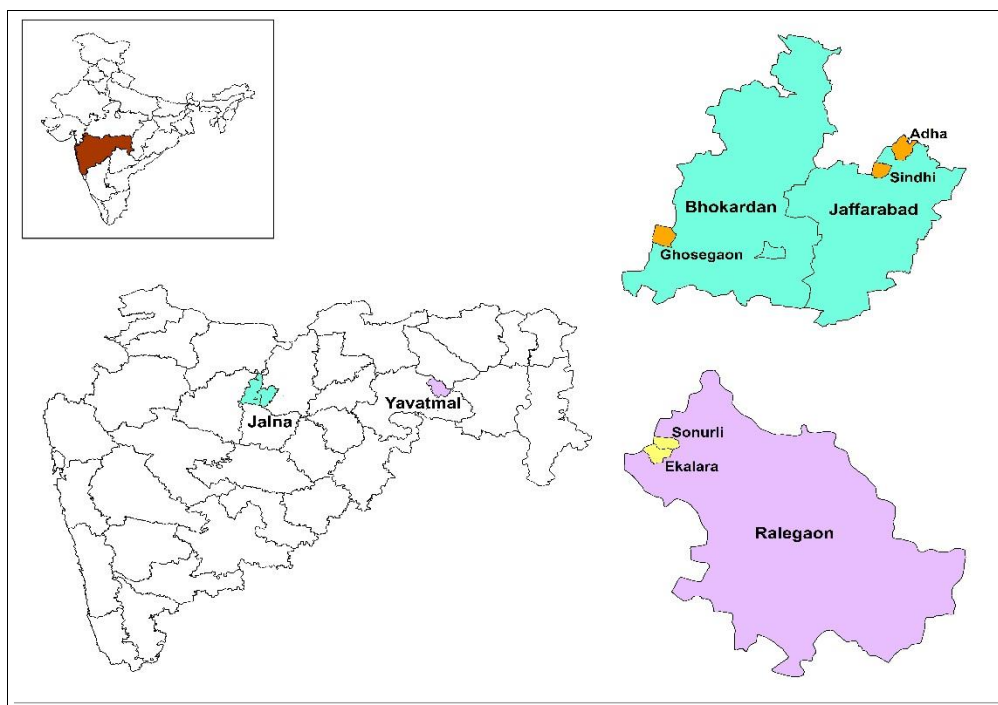 Adha
Sindhi
Bhokardan
Jaffarabad
Ghosegaon
Jalna
Yavatmal
Sonurli
Ekalara
Ralegaon